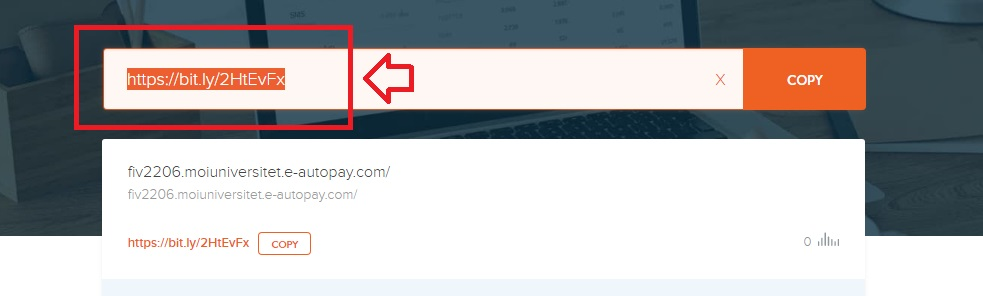 https://bit.ly/2HtEvFx X COPY
fiv2206.moiuniversitet.e-autopay.com/
fiv2206.moiuniversitet.e-autopay.com/
https://bit.ly/2HtEvFx COPY 0